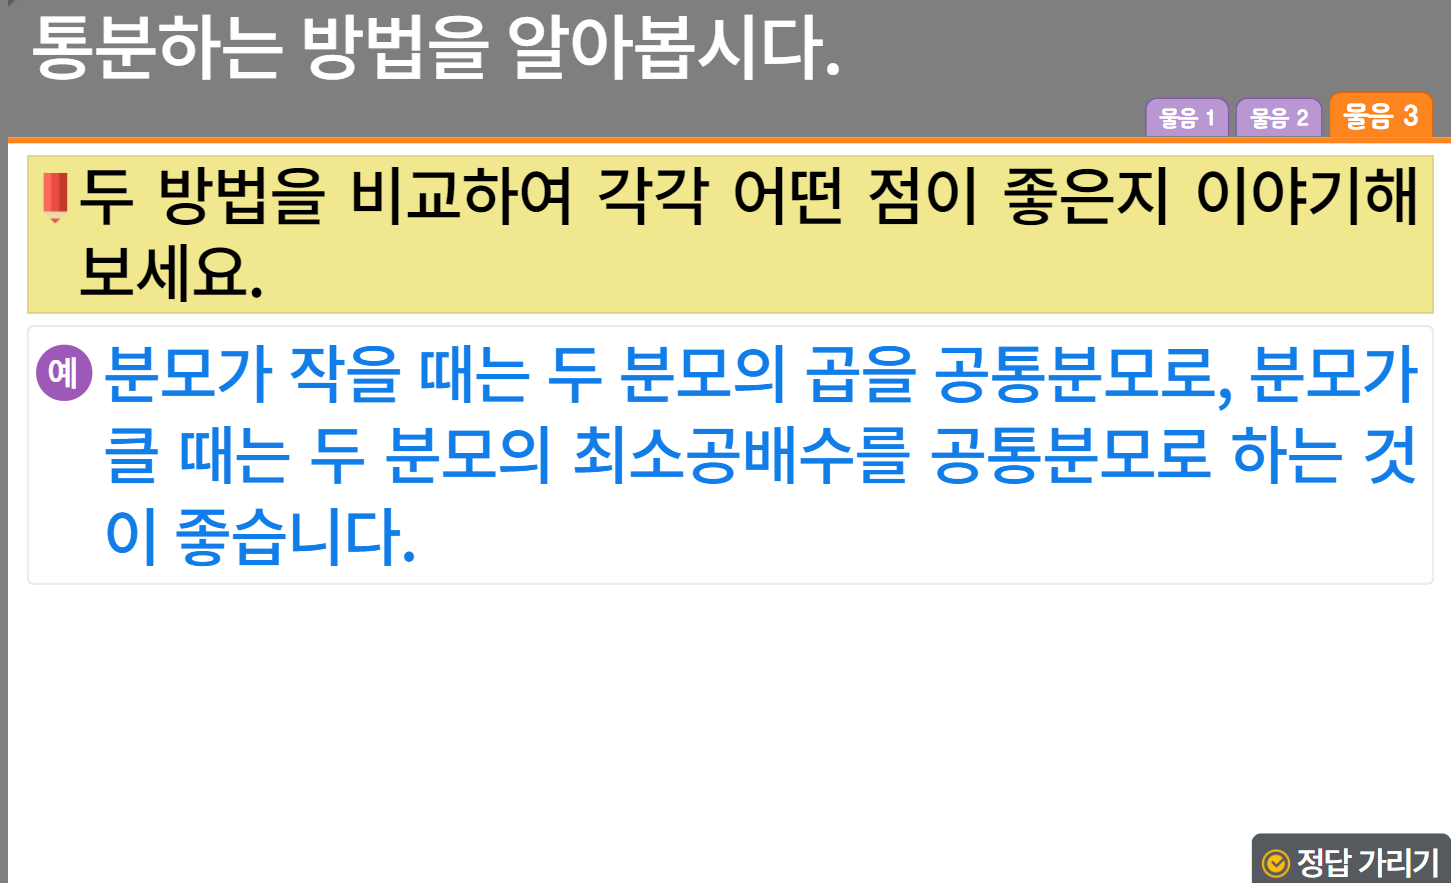 통분하는 방법을 알아봅시다.
물음 1 물음 2 물음 3
두 방법을 비교하여 각각 어떤 점이 좋은지 이야기해
보세요.
예 분모가 작을 때는 두 분모의 곱을 공통분모로, 분모가
클 때는 두 분모의 최소공배수를 공통분모로 하는 것
이 좋습니다.
정답 가리기